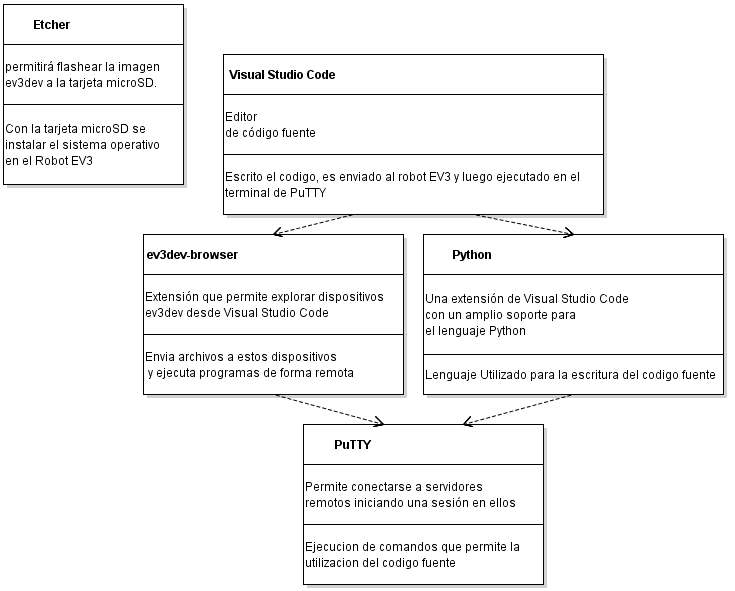 Etcher
permitirá flashear la imagen
ev3dev a la tarjeta microSD.
Con la tarjeta microSD se
instalar el sistema operativo
en el Robot EV3
Visual Studio Code
Editor
de código fuente
Escrito el codigo, es enviado al robot EV3 y luego ejecutado en el
terminal de PuTTY
ev3dev-browser
Extensión que permite explorar dispositivos
ev3dev desde Visual Studio Code
Envia archivos a estos dispositivos
y ejecuta programas de forma remota
Python
Una extensión de Visual Studio Code
con un amplio soporte para
el lenguaje Python
Lenguaje Utilizado para la escritura del codigo fuente
PuTTY
Permite conectarse a servidores
remotos iniciando una sesión en ellos
Ejecucion de comandos que permite la
utilizacion del codigo fuente